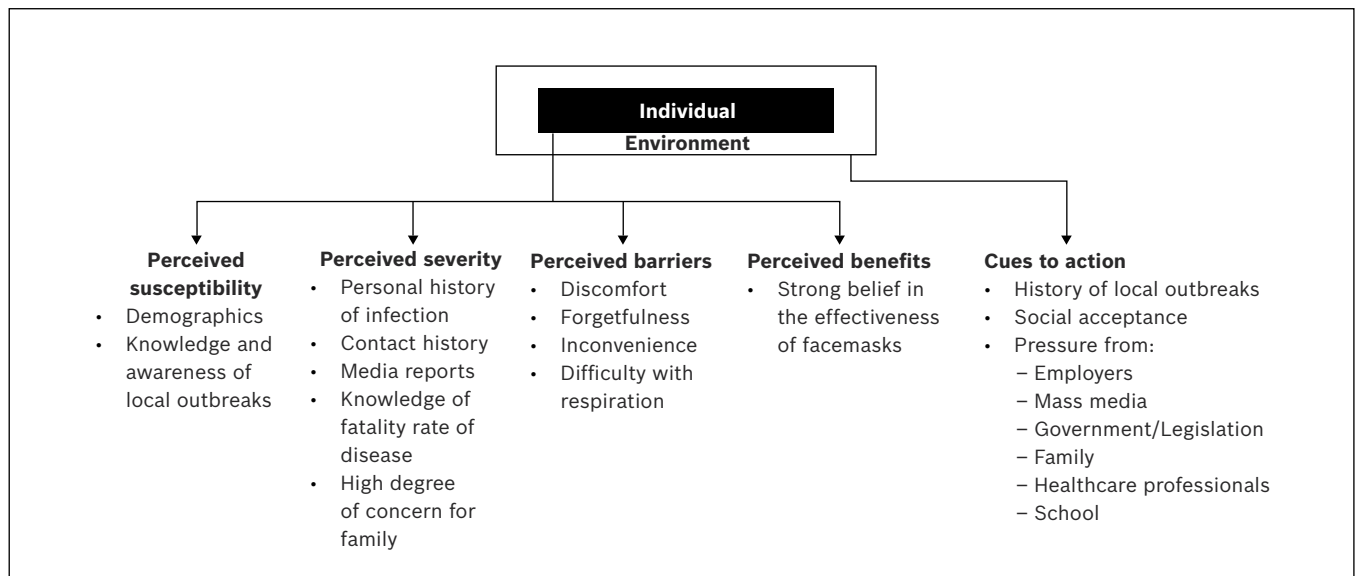 Individual
Environment
Perceived
susceptibility
• Demographics
• Knowledge and
awareness of
local outbreaks
Perceived severity
• Personal history
of infection
• Contact history
• Media reports
• Knowledge of
fatality rate of
disease
• High degree
of concern for
family
Perceived barriers
• Discomfort
• Forgetfulness
• Inconvenience
• Difficulty with
respiration
Perceived benefits
• Strong belief in
the effectiveness
of facemasks
Cues to action
• History of local outbreaks
• Social acceptance
• Pressure from:
– Employers
– Mass media
– Government/Legislation
– Family
– Healthcare professionals
– School